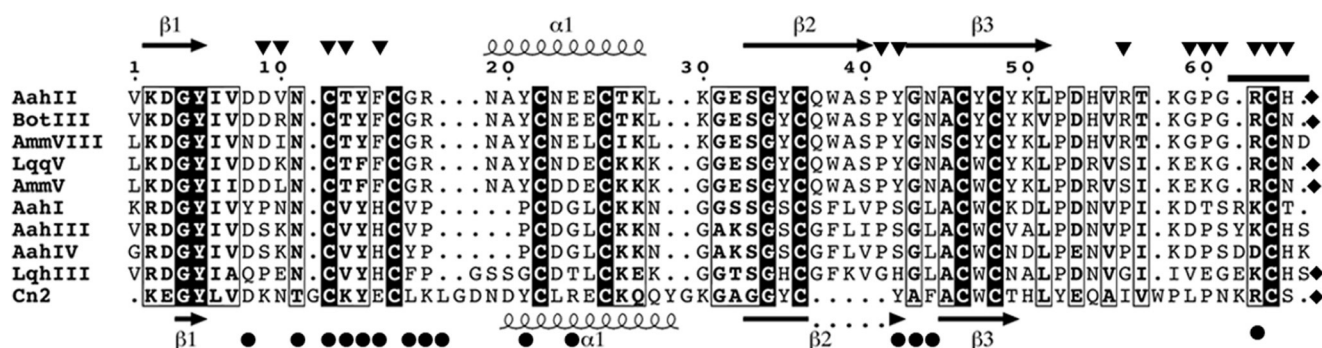 β1 α1 β2 β3
1 10 20 30 40 50 60
AahII VKDGYIVDDVN.CTYFCGR...NAYCNEECTKL..KGESGYCQWASPYGNACYCYKLPDHVRT.KGPG.RCH.
BotIII VKDGYIVDDRN.CTYFCGR...NAYCNEECTKL..KGESGYCQWASPYGNACYCYKVPDHVRT.KGPG.RCN.
AmmVIII LKDGYIVNDIN.CTYFCGR...NAYCNELCIKL..KGESGYCQWASPYGNSCYCYKLPDHVRT.KGPG.RCND
LqqV LKDGYIVDDKN.CTFFCGR...NAYCNDECKKK..GGESGYCQWASPYGNACWCYKLPDRVSI.KEKG.RCN.
AmmV LKDGYIIDDLN.CTFFCGR...NAYCDDECKKK..GGESGYCQWASPYGNACWCYKLPDRVSI.KEKG.RCN.
AahI KRDGYIVYPNN.CVYHCVP.....PCDGLCKKN..GGSSGSCSFLVPSGLACWCKDLPDNVPI.KDTSRKCT.
AahIII VRDGYIVDSKN.CVYHCVP.....PCDGLCKKN..GAKSGSCGFLIPSGLACWCVALPDNVPI.KDPSYKCHS
AahIV GRDGYIVDSKN.CVYHCYP.....PCDGLCKKN..GAKSGSCGFLVPSGLACWCNALPDNVPI.KDPSDDCHK
LqhIII VRDGYIAQPEN.CVYHCFP...GSSGCDTLCKEK..GGTSGHCGFKVGHGLACWCNALPDNVGI.IVEGEKCHS
Cn2 .KEGYLVDKNTGCKYECLKLGDNDYCLRECKQQYGKGAGGYC.....YAFACWCTHLYEQAIVWPLPNKRCS.
β1 α1 β2 β3